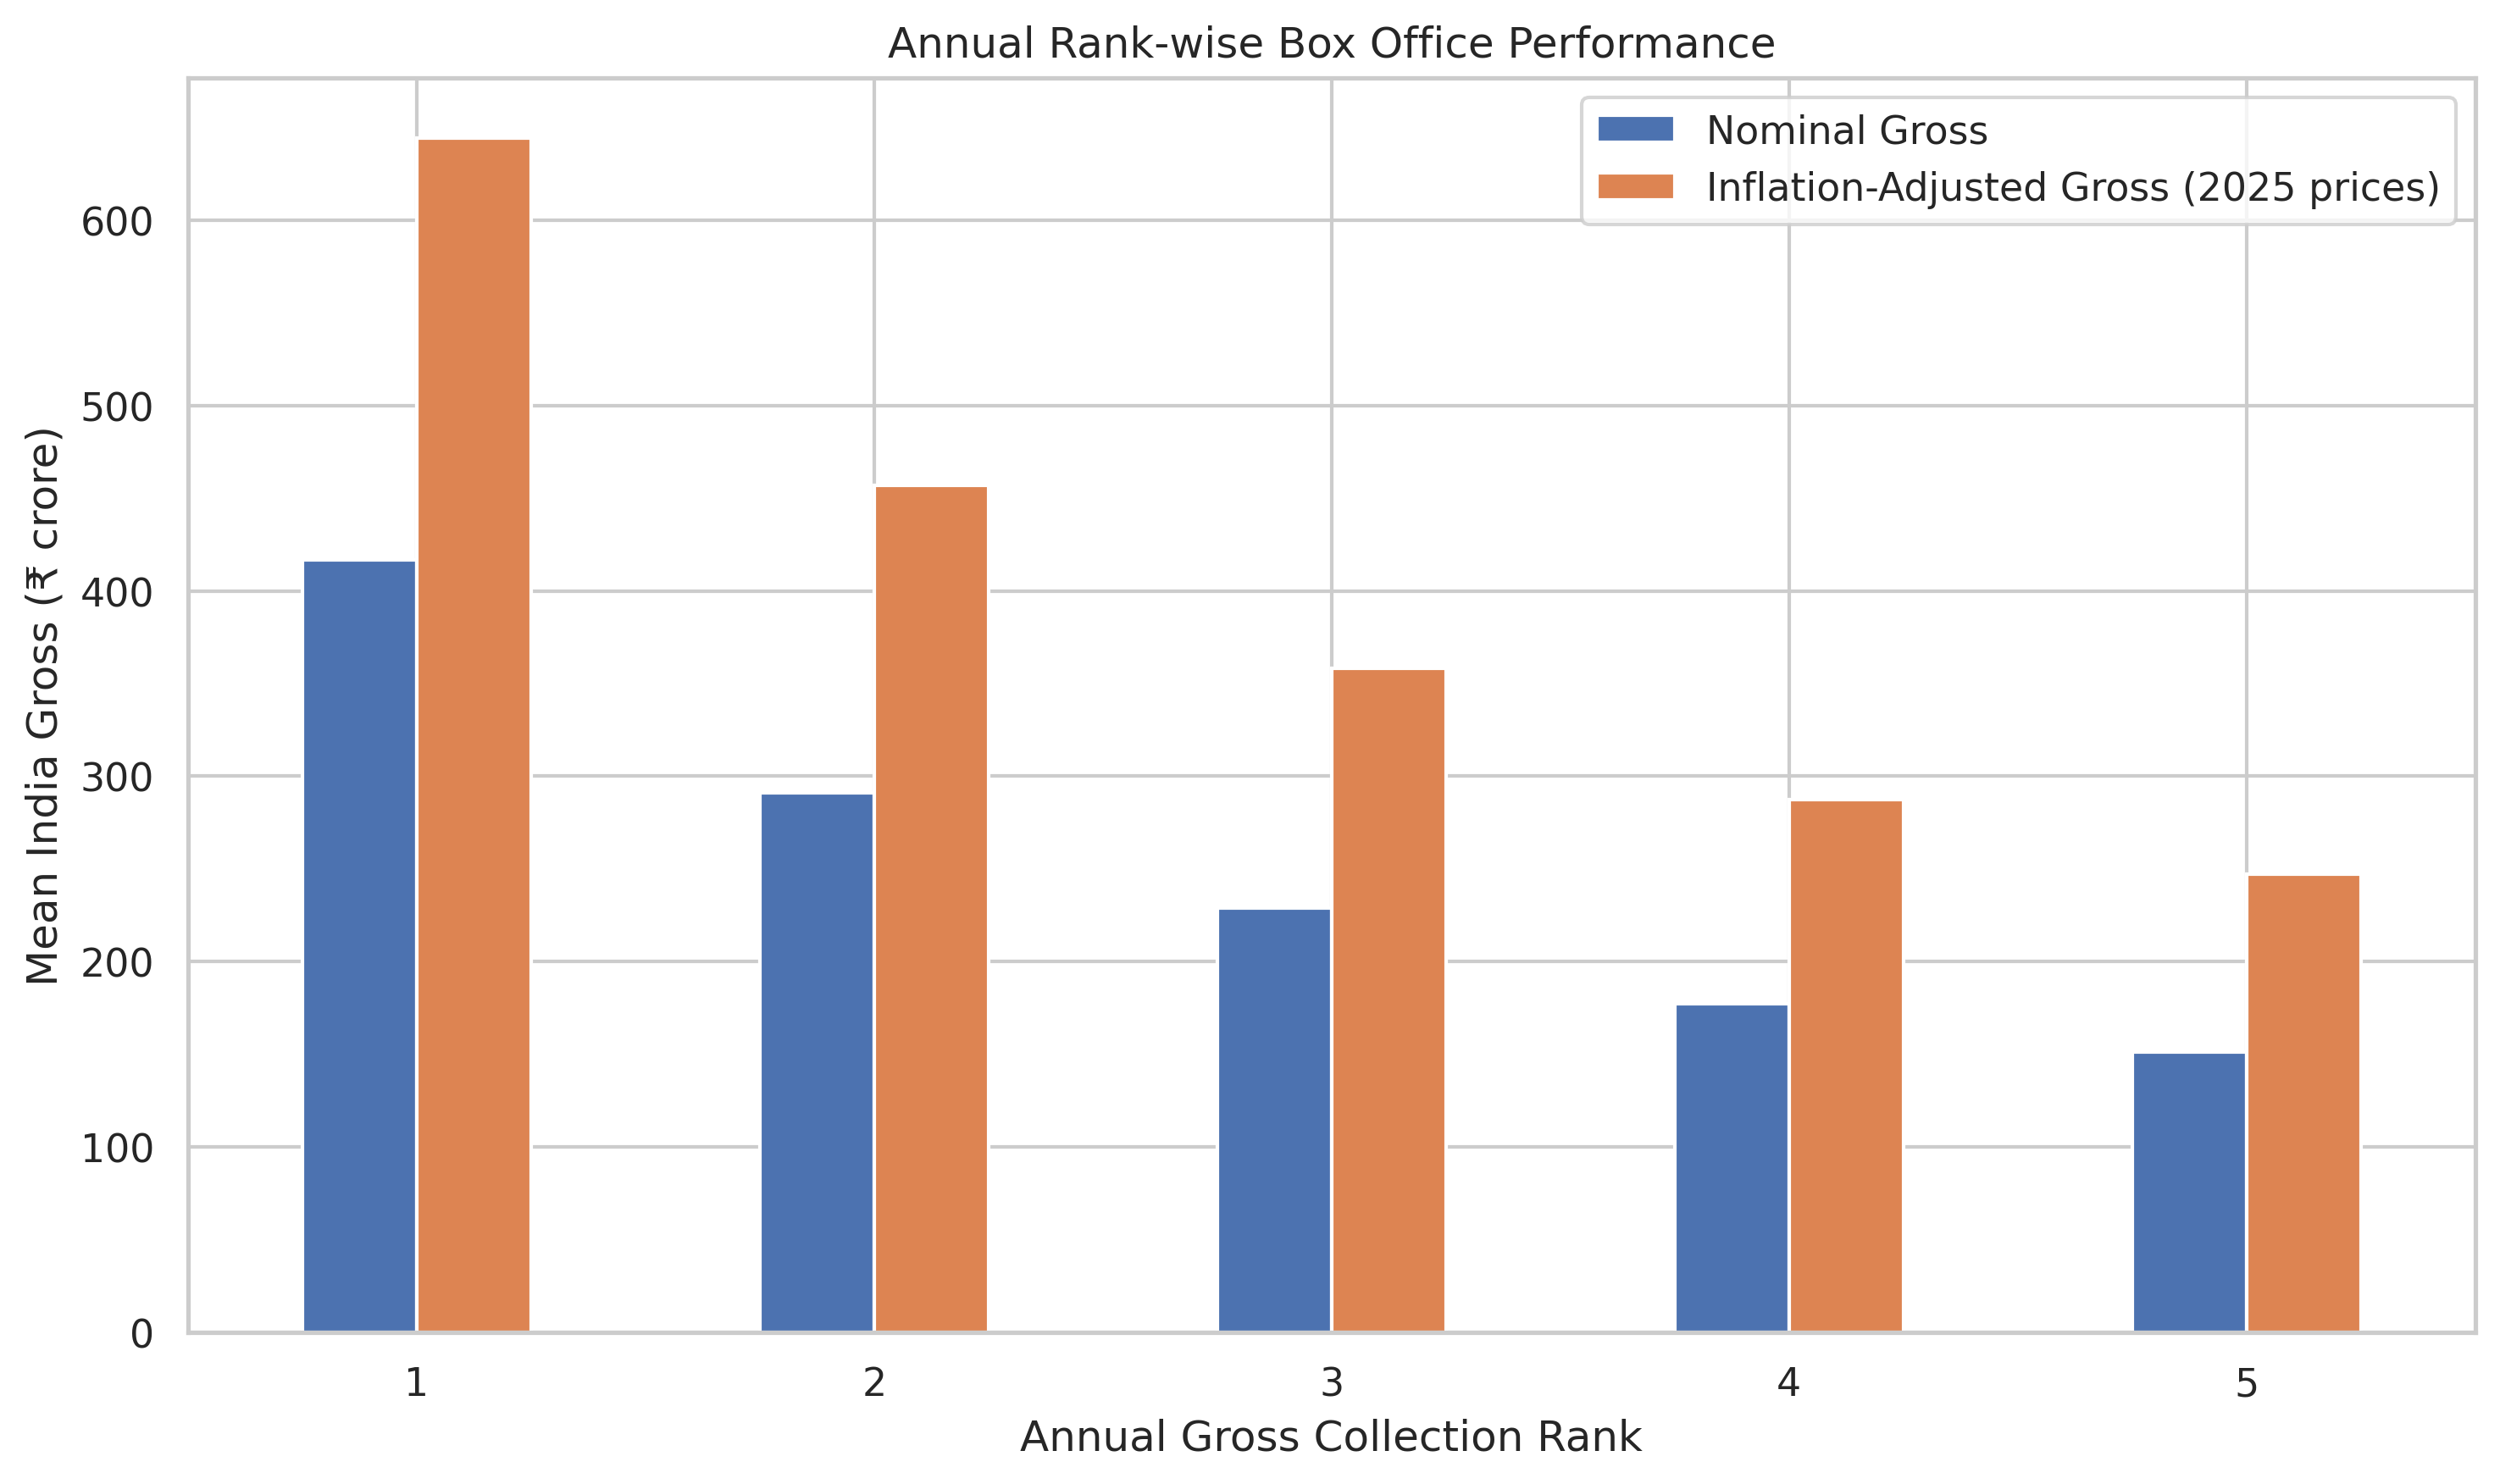 Annual Rank-wise Box Office Performance
Nominal Gross
Inflation-Adjusted Gross (2025 prices)
Mean India Gross (₹ crore)
600
500
400
300
200
100
0
1 2 3 4 5
Annual Gross Collection Rank